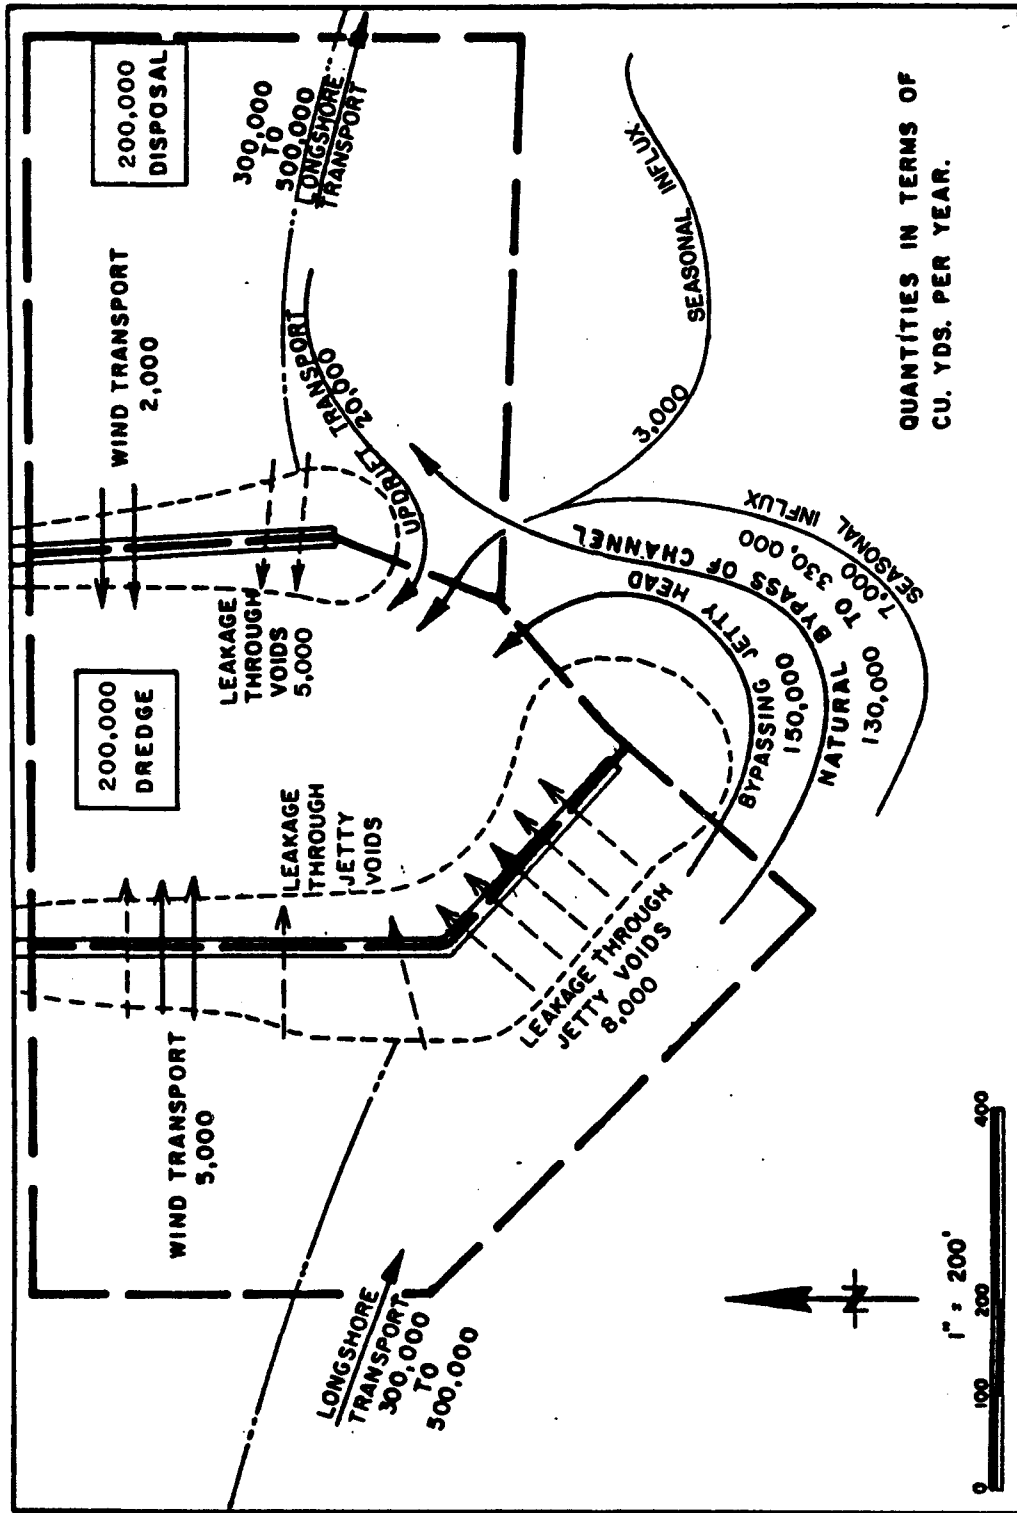 200,000
DISPOSAL
300,000
TO
500,000
LONGSHORE
TRANSPORT
WIND TRANSPORT
2,000
UPDRIFT TRANSPORT
20,000
LEAKAGE
THROUGH
VOIDS
5,000
200,000
DREDGE
LEAKAGE
THROUGH
JETTY
VOIDS
WIND TRANSPORT
5,000
LONGSHORE
TRANSPORT
300,000
TO
500,000
LEAKAGE THROUGH
JETTY VOIDS
8,000
BYPASSING JETTY HEAD
150,000
NATURAL BYPASS OF CHANNEL
130,000 TO 330,000
7,000
SEASONAL INFLUX
3,000
SEASONAL INFLUX
QUANTITIES IN TERMS OF
CU. YDS. PER YEAR.
N
1" = 200'
0 100 200 400